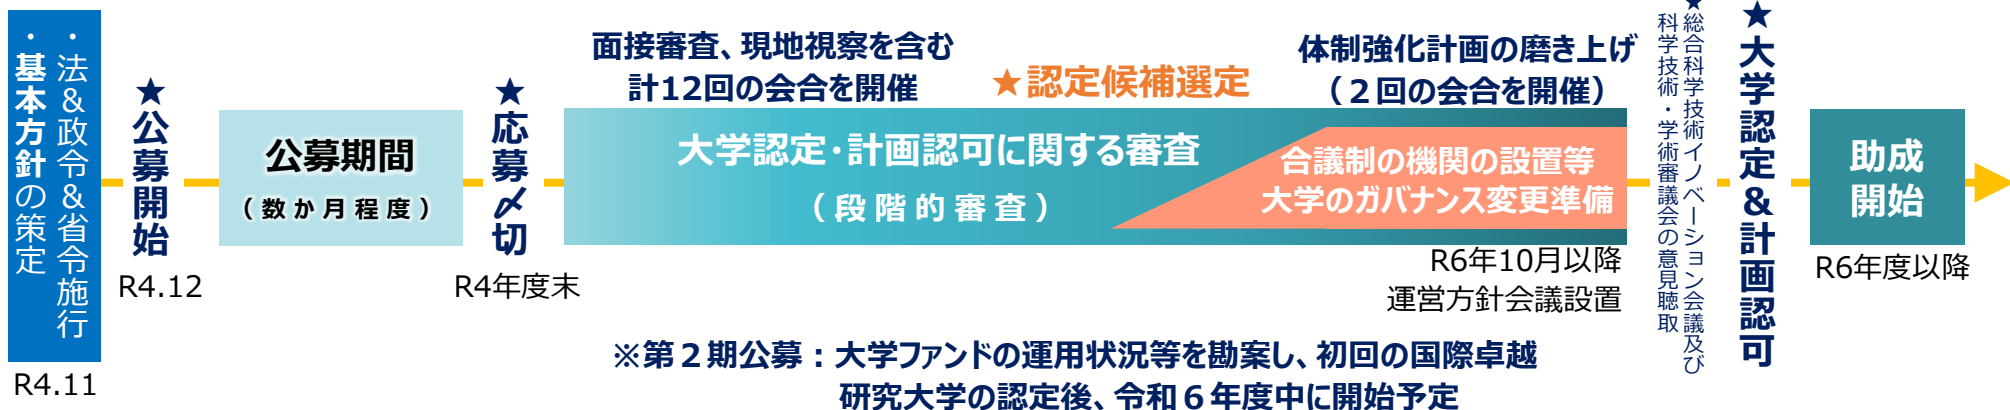 ・法&政令&省令施行
・基本方針の策定
R4.11
★公募開始
R4.12
公募期間
（数か月程度）
★応募〆切
R4年度末
面接審査、現地視察を含む
計12回の会合を開催
★認定候補選定
体制強化計画の磨き上げ
（２回の会合を開催）
大学認定・計画認可に関する審査
（段階的審査）
合議制の機関の設置等
大学のガバナンス変更準備
R6年10月以降
運営方針会議設置
★総合科学技術イノベーション会議及び
科学技術・学術審議会の意見聴取
★大学認定&計画認可
助成
開始
R6年度以降
※第２期公募：大学ファンドの運用状況等を勘案し、初回の国際卓越
研究大学の認定後、令和６年度中に開始予定